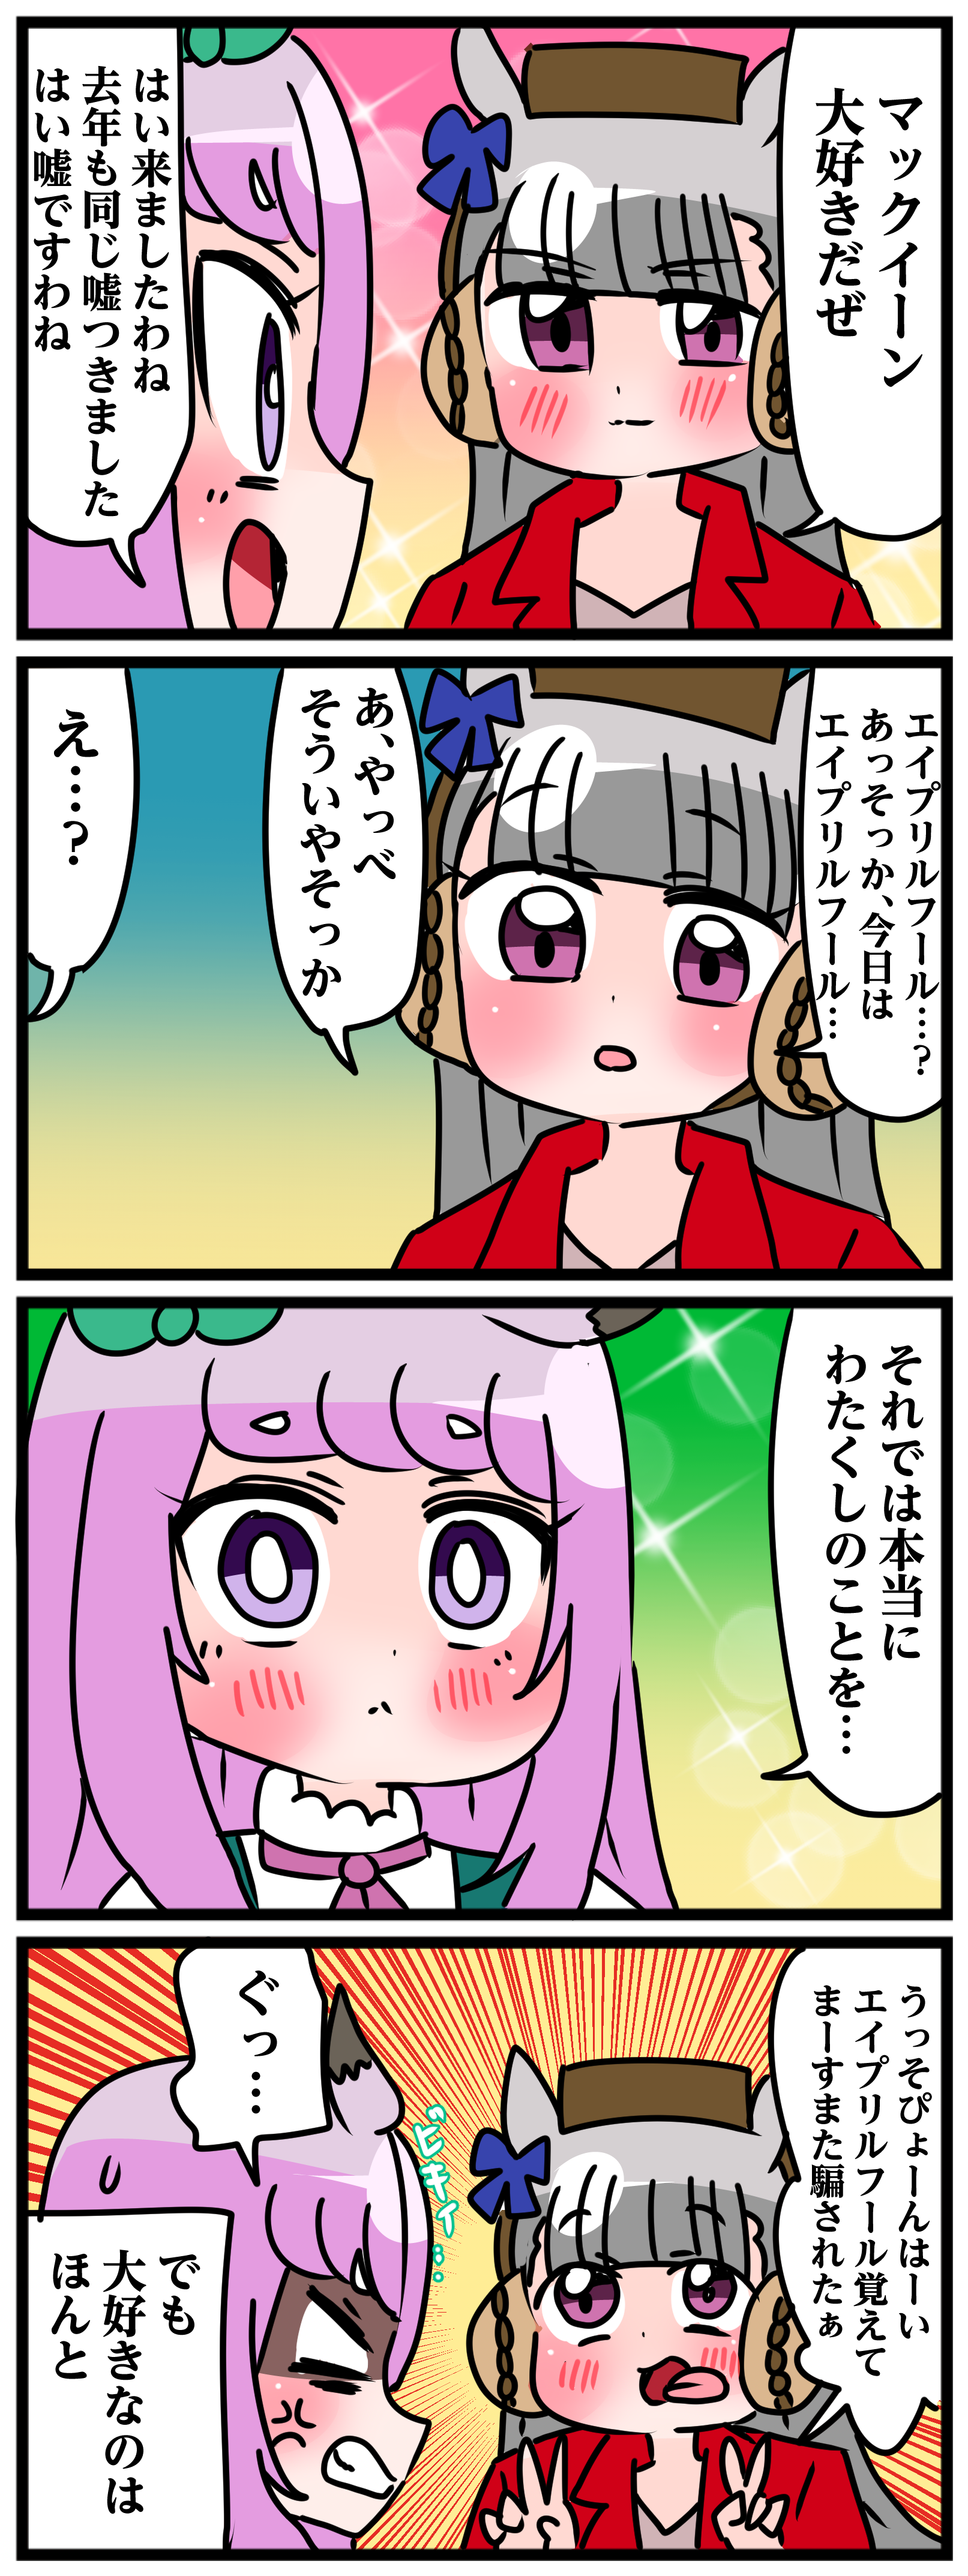 マックイーン
大好きだぜ
はい来ましたわね
去年も同じ嘘つきました
はい嘘ですわね
エイプリルフール…?
あっそっか、今日は
エイプリルフール…
あ、やっべ
そういやそっか
え…?
それでは本当に
わたくしのことを…
うっそぴょーんはーい
エイプリルフール覚えて
まーすまた騙されたぁ
ぐっ…
ピキィ…
でも
大好きなのは
ほんと